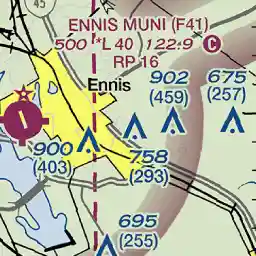 45
ENNIS MUNI (F41)
500 *L 40 122.9 C
RP 16
Ennis
902
(459)
675
(257)
900
(403)
758
(293)
695
(255)